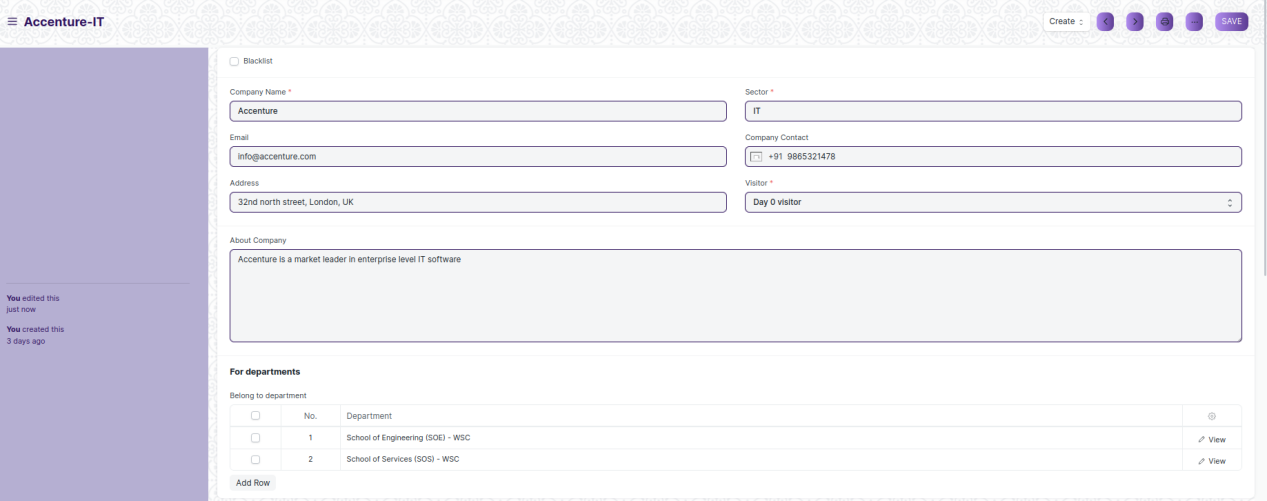 Accenture-IT
Create
SAVE
Blacklist
Company Name *
Sector *
Accenture
IT
Email
Company Contact
info@accenture.com
+91 9865321478
Address
Visitor *
32nd north street, London, UK
Day 0 visitor
About Company
Accenture is a market leader in enterprise level IT software
You edited this
just now
You created this
3 days ago
For departments
Belong to department
No. Department
1 School of Engineering (SOE) - WSC View
2 School of Services (SOS) - WSC View
Add Row